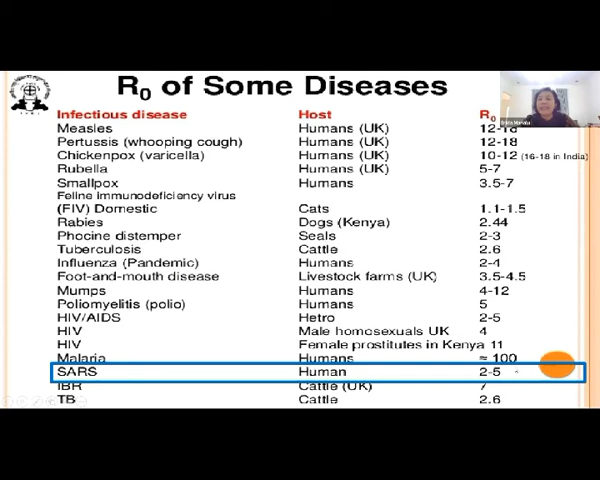 R0 of Some Diseases
Infectious disease Host R0
Measles Humans (UK) 12-18
Pertussis (whooping cough) Humans (UK) 12-18
Chickenpox (varicella) Humans (UK) 10-12 (16-18 in India)
Rubella Humans (UK) 5-7
Smallpox Humans 3.5-7
Feline immunodeficiency virus
(FIV) Domestic Cats 1.1-1.5
Rabies Dogs (Kenya) 2.44
Phocine distemper Seals 2-3
Tuberculosis Cattle 2.6
Influenza (Pandemic) Humans 2-4
Foot-and-mouth disease Livestock farms (UK) 3.5-4.5
Mumps Humans 4-12
Poliomyelitis (polio) Humans 5
HIV/AIDS Hetro 2-5
HIV Male homosexuals UK 4
HIV Female prostitutes in Kenya 11
Malaria Humans ≈ 100
SARS Human 2-5
IBR Cattle (UK) 7
TB Cattle 2.6